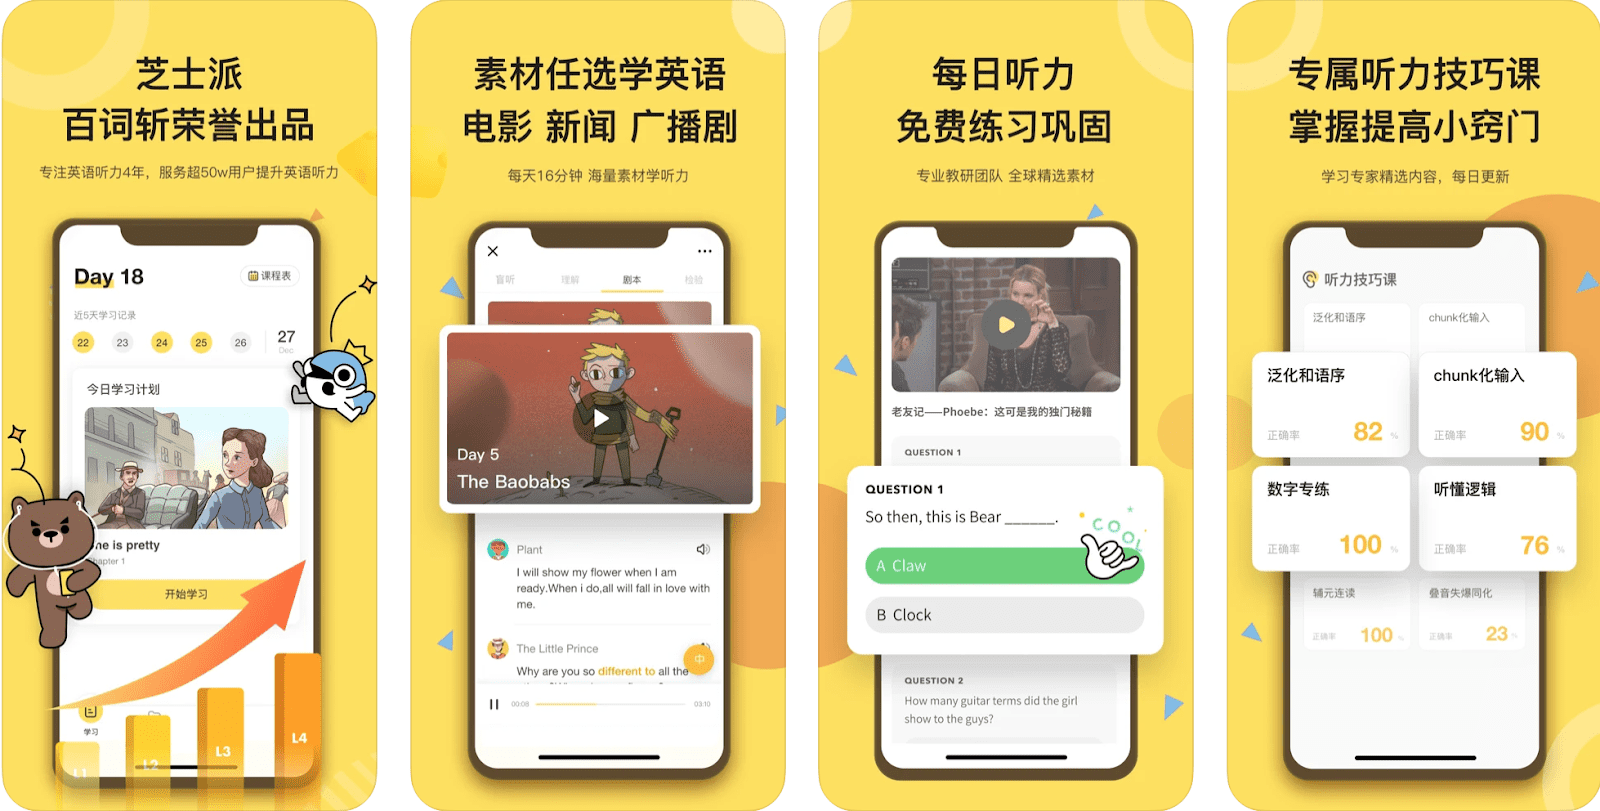 芝士派
百词斩荣誉出品
专注英语听力4年，服务超50w用户提升英语听力
Day 18
课程表
近5天学习记录
22
23
24
25
26
27
Dec
今日学习计划
ne is pretty
hapter 1
开始学习
学习
L1
L2
L3
L4
素材任选学英语
电影 新闻 广播剧
每天16分钟 海量素材学听力
盲听
理解
剧本
检验
Day 5
The Baobabs
Plant
I will show my flower when I am
ready.When i do,all will fall in love with
me.
The Little Prince
Why are you so different to all the
中
00:08
03:10
每日听力
免费练习巩固
专业教研团队 全球精选素材
老友记——Phoebe：这可是我的独门秘籍
QUESTION 1
QUESTION 1
So then, this is Bear ______.
COOL
A Claw
B Clock
QUESTION 2
How many guitar terms did the girl
show to the guys?
专属听力技巧课
掌握提高小窍门
学习专家精选内容，每日更新
听力技巧课
泛化和语序
chunk化输入
泛化和语序
正确率 82 %
chunk化输入
正确率 90 %
数字专练
正确率 100 %
听懂逻辑
正确率 76 %
辅元连读
正确率 100 %
叠音失爆同化
正确率 23 %